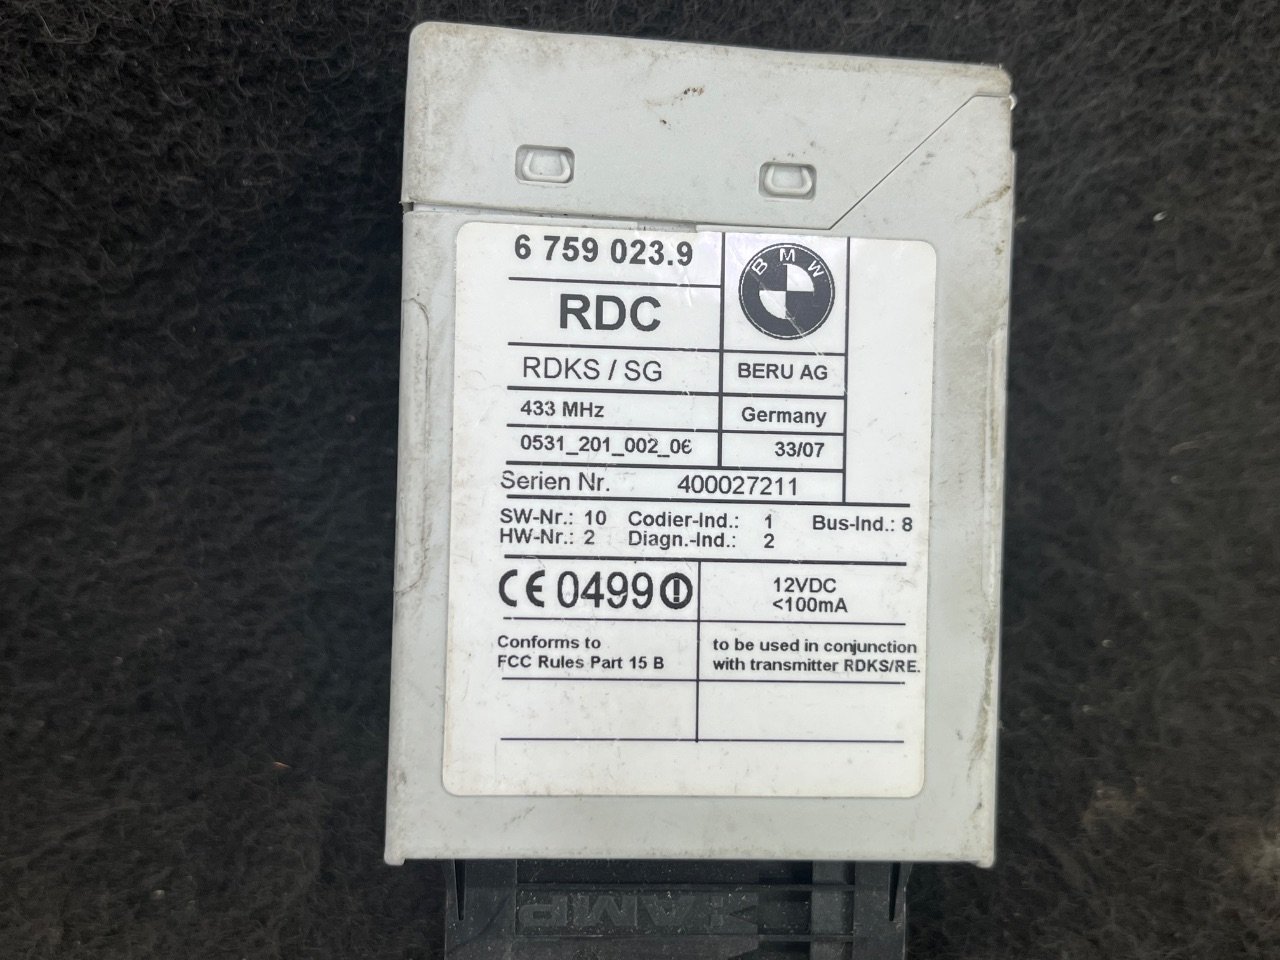 6 759 023.9
BMW
RDC
RDKS / SG
BERU AG
433 MHz
Germany
0531_201_002_06
33/07
Serien Nr. 400027211
SW-Nr.: 10 Codier-Ind.: 1 Bus-Ind.: 8
HW-Nr.: 2 Diagn.-Ind.: 2
CE 0499
12VDC
<100mA
Conforms to
FCC Rules Part 15 B
to be used in conjunction
with transmitter RDKS/RE.
AMP